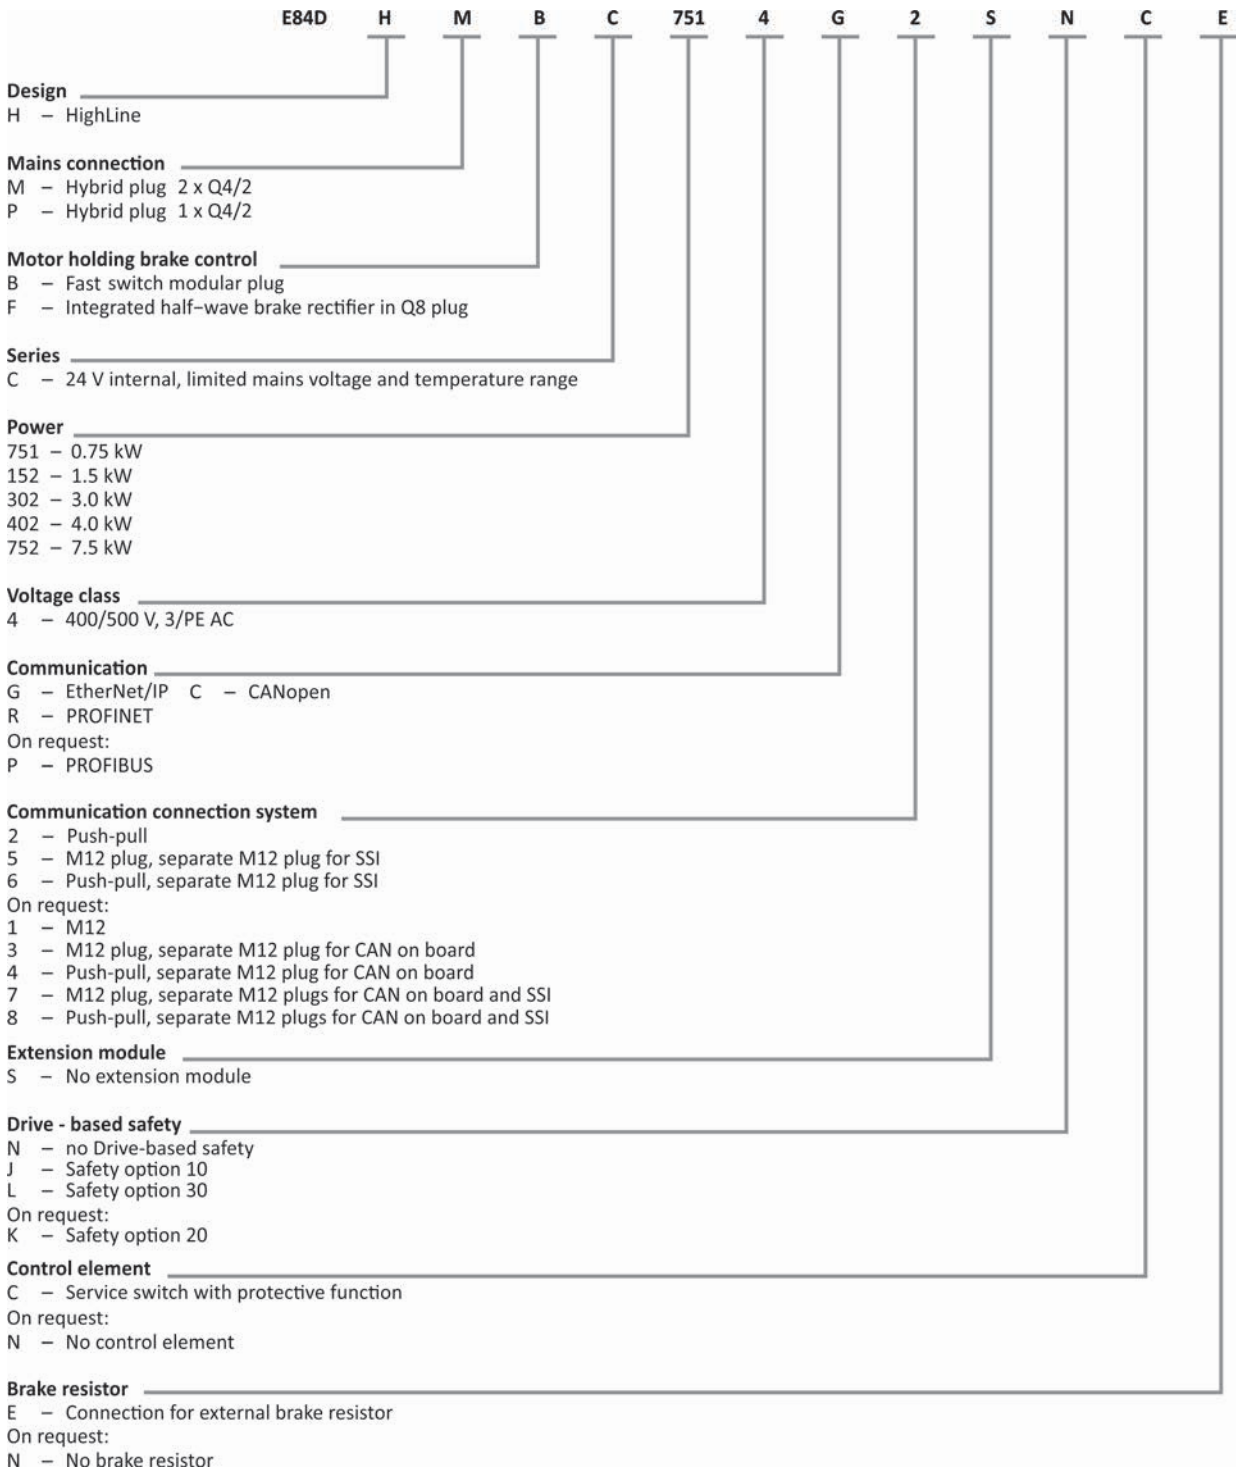 E84D H M B C 751 4 G 2 S N C E
Design
H – HighLine
Mains connection
M – Hybrid plug 2 x Q4/2
P – Hybrid plug 1 x Q4/2
Motor holding brake control
B – Fast switch modular plug
F – Integrated half–wave brake rectifier in Q8 plug
Series
C – 24 V internal, limited mains voltage and temperature range
Power
751 – 0.75 kW
152 – 1.5 kW
302 – 3.0 kW
402 – 4.0 kW
752 – 7.5 kW
Voltage class
4 – 400/500 V, 3/PE AC
Communication
G – EtherNet/IP C – CANopen
R – PROFINET
On request:
P – PROFIBUS
Communication connection system
2 – Push-pull
5 – M12 plug, separate M12 plug for SSI
6 – Push-pull, separate M12 plug for SSI
On request:
1 – M12
3 – M12 plug, separate M12 plug for CAN on board
4 – Push-pull, separate M12 plug for CAN on board
7 – M12 plug, separate M12 plugs for CAN on board and SSI
8 – Push-pull, separate M12 plugs for CAN on board and SSI
Extension module
S – No extension module
Drive - based safety
N – no Drive-based safety
J – Safety option 10
L – Safety option 30
On request:
K – Safety option 20
Control element
C – Service switch with protective function
On request:
N – No control element
Brake resistor
E – Connection for external brake resistor
On request:
N – No brake resistor